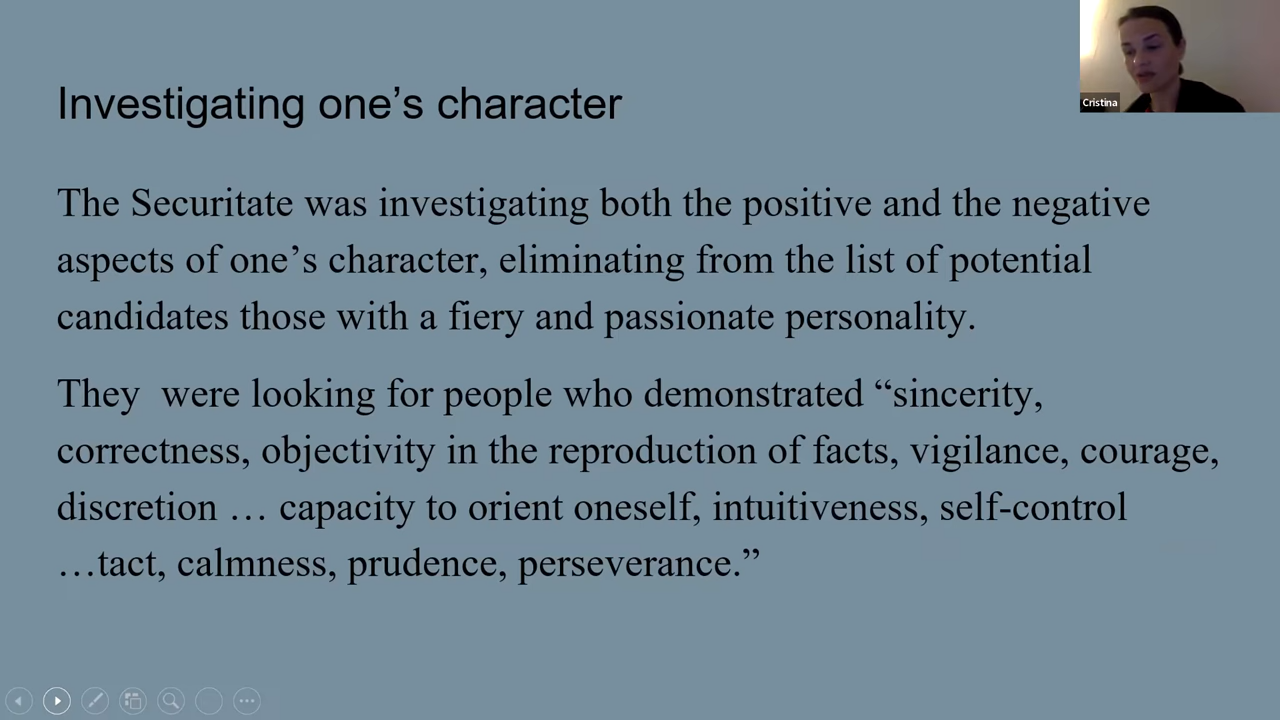 Investigating one’s character
Cristina
The Securitate was investigating both the positive and the negative
aspects of one’s character, eliminating from the list of potential
candidates those with a fiery and passionate personality.
They  were looking for people who demonstrated “sincerity,
correctness, objectivity in the reproduction of facts, vigilance, courage,
discretion … capacity to orient oneself, intuitiveness, self-control
…tact, calmness, prudence, perseverance.”